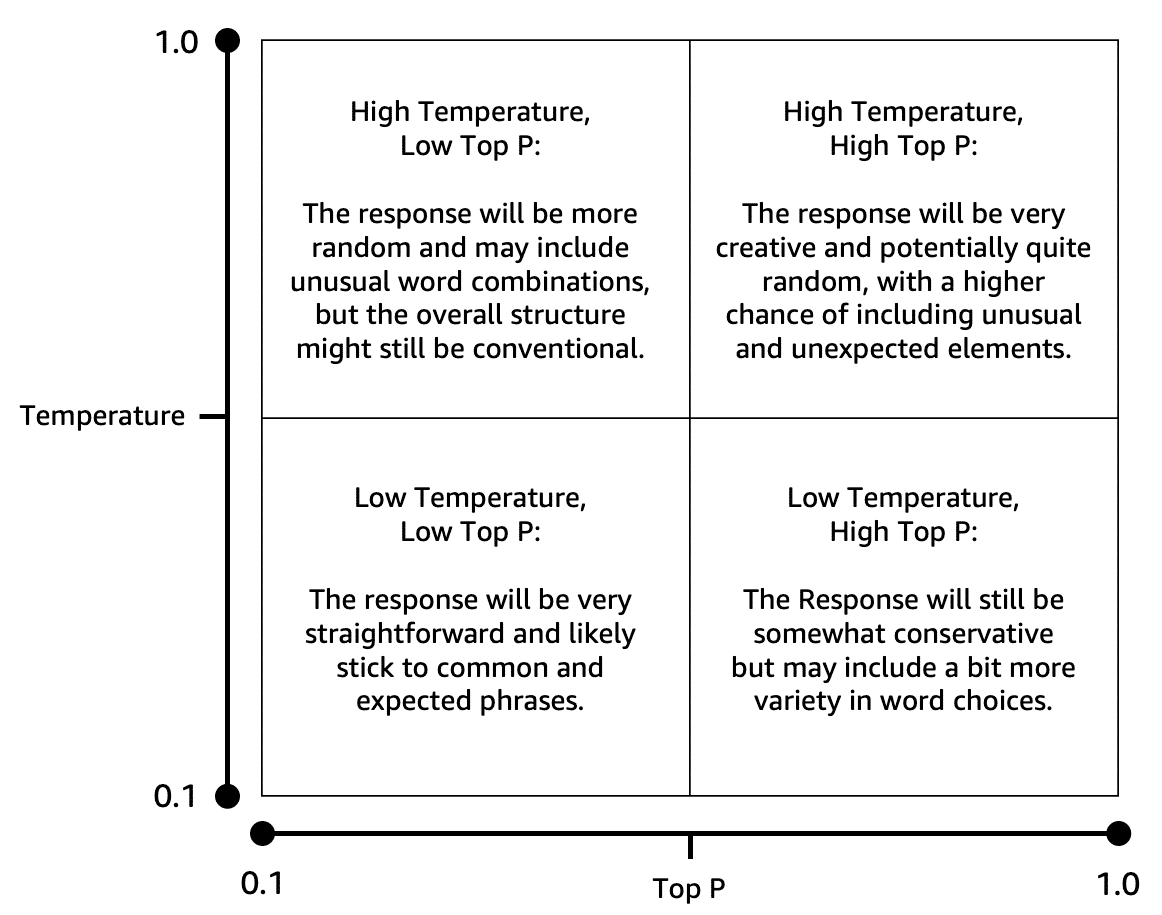 1.0
High Temperature,
Low Top P:
The response will be more
random and may include
unusual word combinations,
but the overall structure
might still be conventional.
High Temperature,
High Top P:
The response will be very
creative and potentially quite
random, with a higher
chance of including unusual
and unexpected elements.
Temperature
Low Temperature,
Low Top P:
The response will be very
straightforward and likely
stick to common and
expected phrases.
Low Temperature,
High Top P:
The Response will still be
somewhat conservative
but may include a bit more
variety in word choices.
0.1
0.1
Top P
1.0